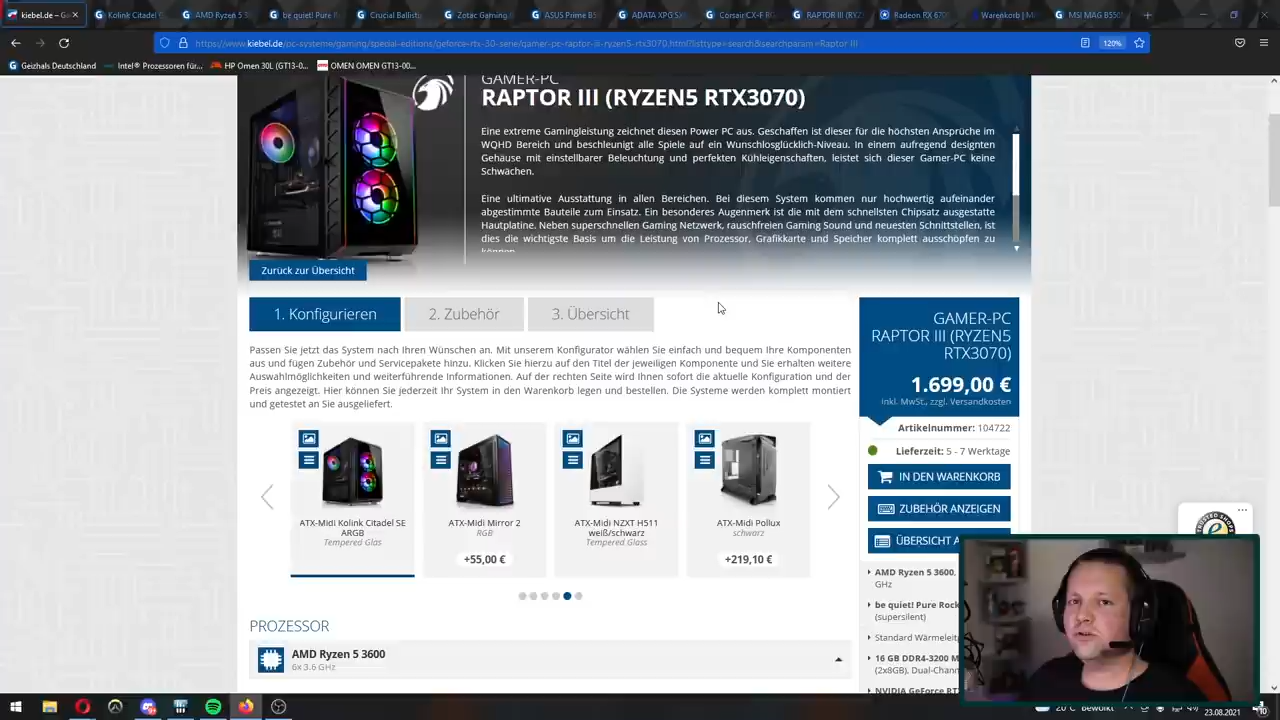 kiebel.de –
Kolink Citadel
AMD Ryzen 5 3
be quiet! Pure
Crucial Ballisti
Zotac Gaming
ASUS Prime B5
ADATA XPG SX
Corsair CX-F R
RAPTOR III (RYZ
Radeon RX 670
Warenkorb | M
MSI MAG B550
https://www.kiebel.de/pc-systeme/gaming/special-editions/geforce-rtx-30-serie/gamer-pc-raptor-iii-ryzen5-rtx3070.html?listtype=search&searchparam=Raptor III
120%
Geizhals Deutschland
Intel® Prozessoren für...
HP Omen 30L (GT13-0...
OMEN OMEN GT13-00...
GAMER-PC
RAPTOR III (RYZEN5 RTX3070)
Eine extreme Gamingleistung zeichnet diesen Power PC aus. Geschaffen ist dieser für die höchsten Ansprüche im
WQHD Bereich und beschleunigt alle Spiele auf ein Wunschlosglücklich-Niveau. In einem aufregend designten
Gehäuse mit einstellbarer Beleuchtung und perfekten Kühleigenschaften, leistet sich dieser Gamer-PC keine
Schwächen.
Eine ultimative Ausstattung in allen Bereichen. Bei diesem System kommen nur hochwertig aufeinander
abgestimmte Bauteile zum Einsatz. Ein besonderes Augenmerk ist die mit dem schnellsten Chipsatz ausgestatte
Hautplatine. Neben superschnellen Gaming Netzwerk, rauschfreien Gaming Sound und neuesten Schnittstellen, ist
dies die wichtigste Basis um die Leistung von Prozessor, Grafikkarte und Speicher komplett ausschöpfen zu
können.
Zurück zur Übersicht
1. Konfigurieren
2. Zubehör
3. Übersicht
Passen Sie jetzt das System nach Ihren Wünschen an. Mit unserem Konfigurator wählen Sie einfach und bequem Ihre Komponenten
aus und fügen Zubehör und Servicepakete hinzu. Klicken Sie hierzu auf den Titel der jeweiligen Komponente und Sie erhalten weitere
Auswahlmöglichkeiten und weiterführende Informationen. Auf der rechten Seite wird Ihnen sofort die aktuelle Konfiguration und der
Preis angezeigt. Hier können Sie jederzeit Ihr System in den Warenkorb legen und bestellen. Die Systeme werden komplett montiert
und getestet an Sie ausgeliefert.
ATX-Midi Kolink Citadel SE
ARGB
Tempered Glas
ATX-Midi Mirror 2
RGB
+55,00 €
ATX-Midi NZXT H511
weiß/schwarz
Tempered Glass
ATX-Midi Pollux
schwarz
+219,10 €
PROZESSOR
AMD Ryzen 5 3600
6x 3.6 GHz
GAMER-PC
RAPTOR III (RYZEN5
RTX3070)
1.699,00 €
inkl. MwSt., zzgl. Versandkosten
Artikelnummer: 104722
Lieferzeit: 5 - 7 Werktage
IN DEN WARENKORB
ZUBEHÖR ANZEIGEN
ÜBERSICHT A
AMD Ryzen 5 3600,
GHz
be quiet! Pure Rock
(supersilent)
Standard Wärmeleit
16 GB DDR4-3200 M
(2x8GB), Dual-Chann
NVIDIA GeForce RT
20°C bewölkt
23.08.2021